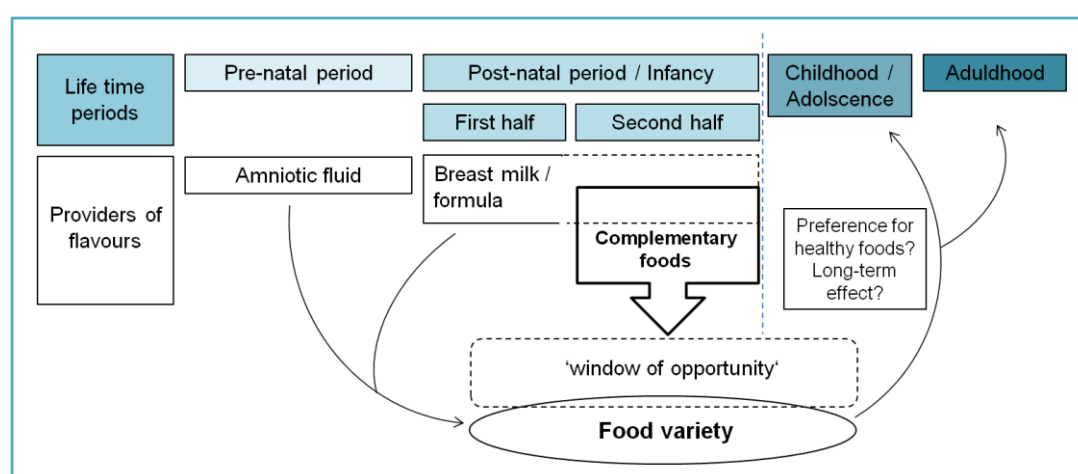 Life time
periods
Pre-natal period
Post-natal period / Infancy
First half
Second half
Childhood /
Adolscence
Aduldhood
Providers of
flavours
Amniotic fluid
Breast milk /
formula
Complementary
foods
Preference for
healthy foods?
Long-term
effect?
‘window of opportunity‘
Food variety